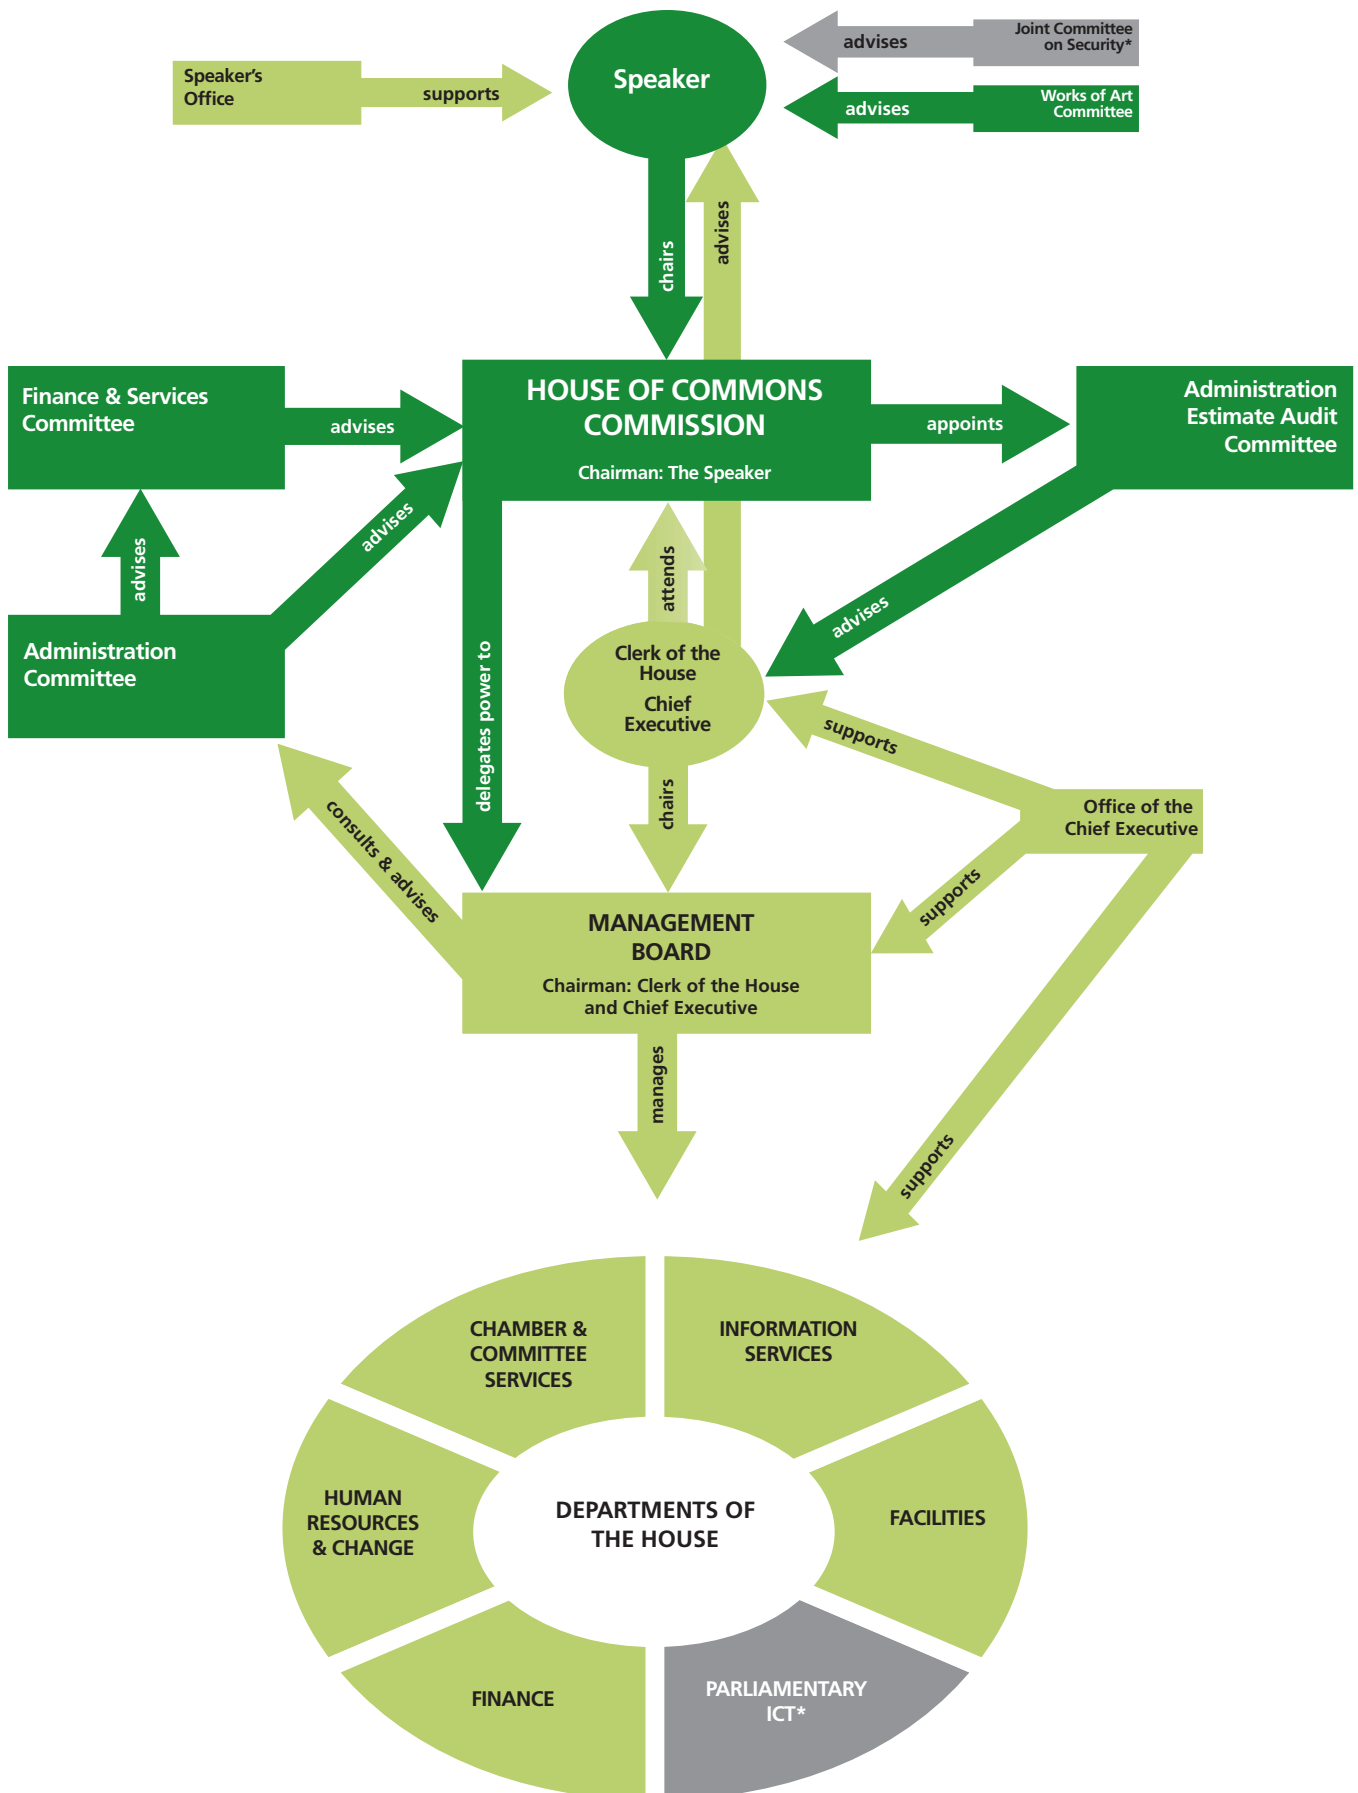 Speaker's
Office
supports
Speaker
advises
Joint Committee
on Security*
advises
Works of Art
Committee
chairs
advises
Finance & Services
Committee
advises
HOUSE OF COMMONS
COMMISSION
Chairman: The Speaker
appoints
Administration
Estimate Audit
Committee
advises
advises
attends
advises
Administration
Committee
delegates power to
Clerk of the
House
Chief
Executive
supports
chairs
Office of the
Chief Executive
consults & advises
supports
MANAGEMENT
BOARD
Chairman: Clerk of the House
and Chief Executive
manages
supports
CHAMBER &
COMMITTEE
SERVICES
INFORMATION
SERVICES
HUMAN
RESOURCES
& CHANGE
DEPARTMENTS OF
THE HOUSE
FACILITIES
FINANCE
PARLIAMENTARY
ICT*